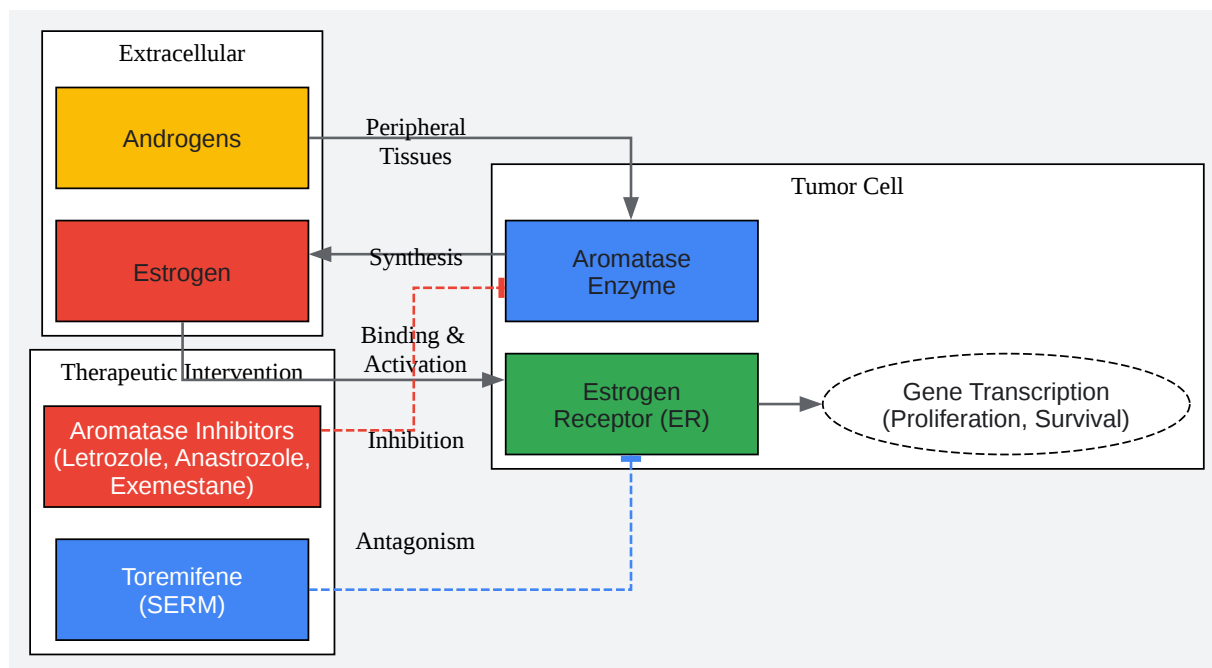 Extracellular
Androgens
Peripheral
Tissues
Tumor Cell
Estrogen
Synthesis
Aromatase
Enzyme
Binding &
Activation
Therapeutic Intervention
Estrogen
Receptor (ER)
Gene Transcription
(Proliferation, Survival)
Aromatase Inhibitors
(Letrozole, Anastrozole,
Exemestane)
Inhibition
Antagonism
Toremifene
(SERM)